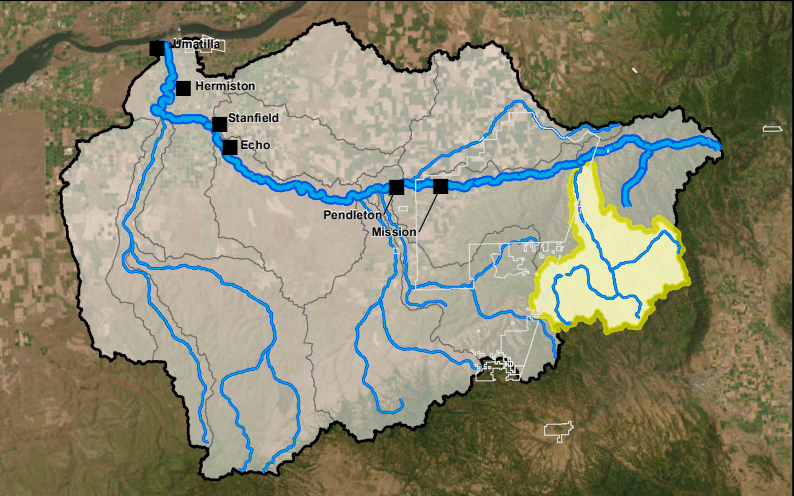 Umatilla
Hermiston
Stanfield
Echo
Pendleton
Mission